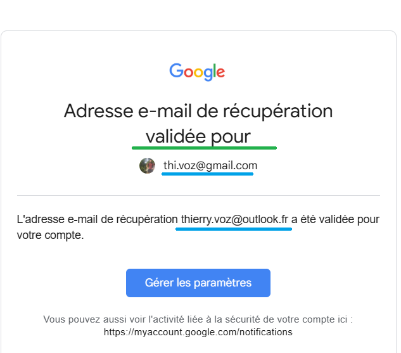 Google
Adresse e-mail de récupération
validée pour
thi.voz@gmail.com
L'adresse e-mail de récupération thierry.voz@outlook.fr a été validée pour
votre compte.
Gérer les paramètres
Vous pouvez aussi voir l'activité liée à la sécurité de votre compte ici :
https://myaccount.google.com/notifications